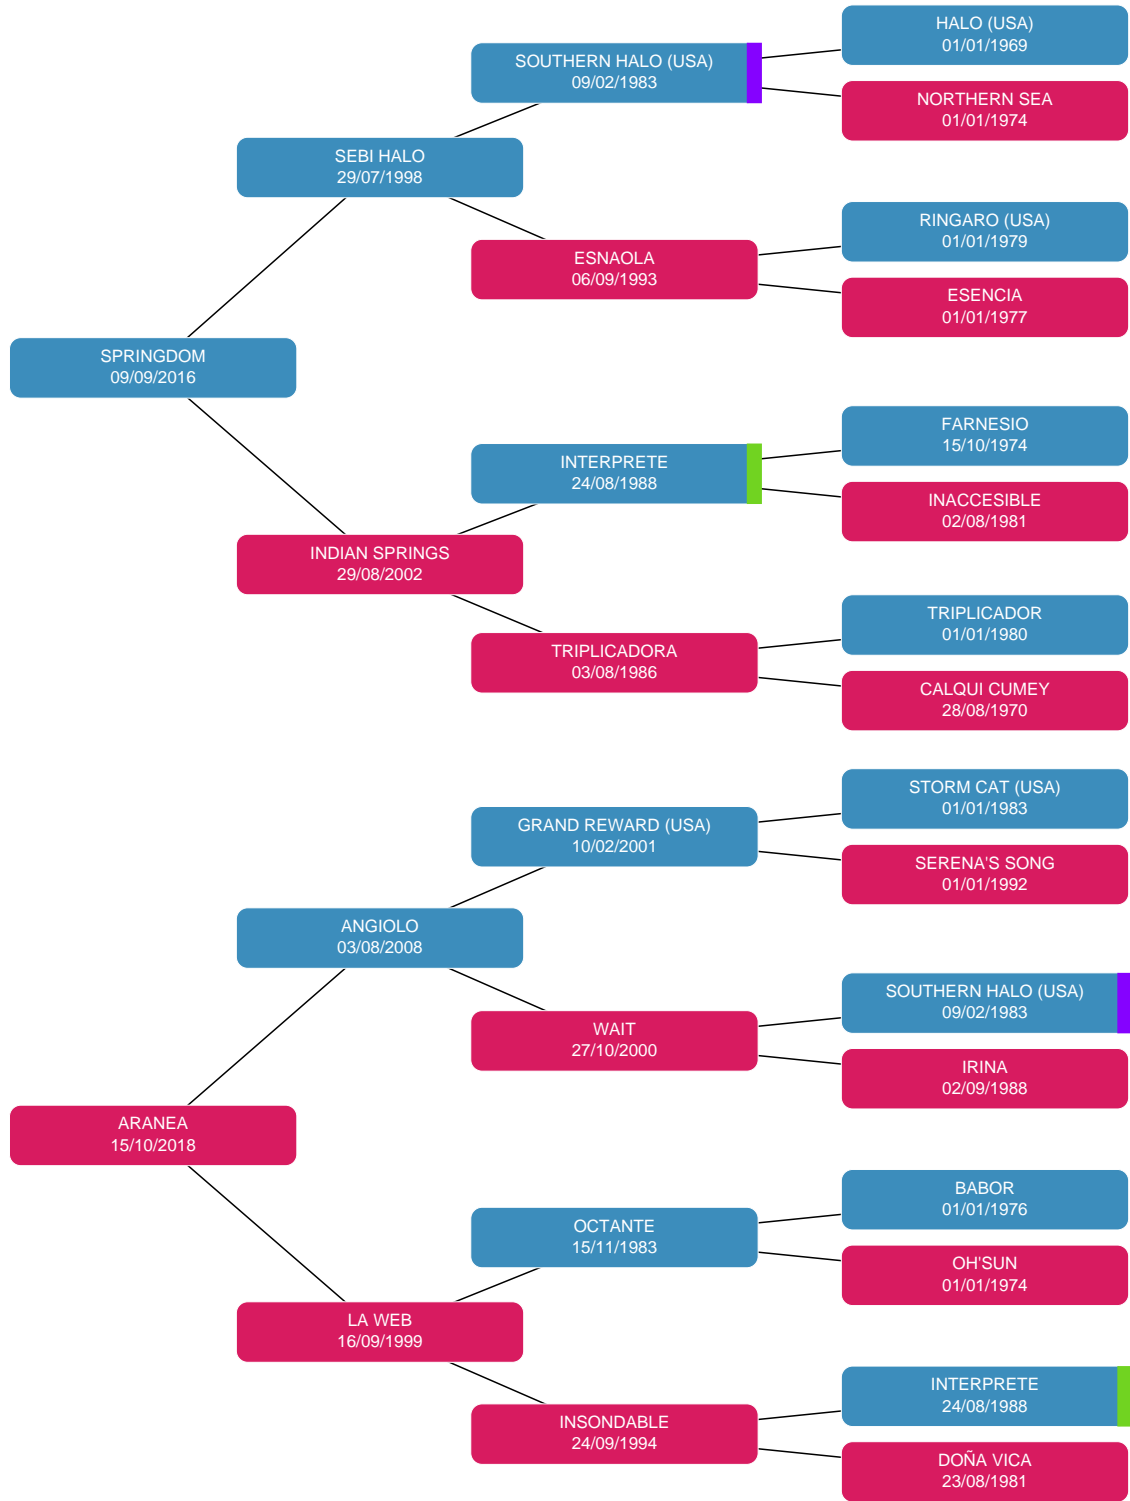 HALO (USA)
01/01/1969
SOUTHERN HALO (USA)
09/02/1983
NORTHERN SEA
01/01/1974
SEBI HALO
29/07/1998
RINGARO (USA)
01/01/1979
ESNAOLA
06/09/1993
ESENCIA
01/01/1977
SPRINGDOM
09/09/2016
FARNESIO
15/10/1974
INTERPRETE
24/08/1988
INACCESIBLE
02/08/1981
INDIAN SPRINGS
29/08/2002
TRIPLICADOR
01/01/1980
TRIPLICADORA
03/08/1986
CALQUI CUMEY
28/08/1970
STORM CAT (USA)
01/01/1983
GRAND REWARD (USA)
10/02/2001
SERENA'S SONG
01/01/1992
ANGIOLO
03/08/2008
SOUTHERN HALO (USA)
09/02/1983
WAIT
27/10/2000
IRINA
02/09/1988
ARANEA
15/10/2018
BABOR
01/01/1976
OCTANTE
15/11/1983
OH'SUN
01/01/1974
LA WEB
16/09/1999
INTERPRETE
24/08/1988
INSONDABLE
24/09/1994
DOÑA VICA
23/08/1981